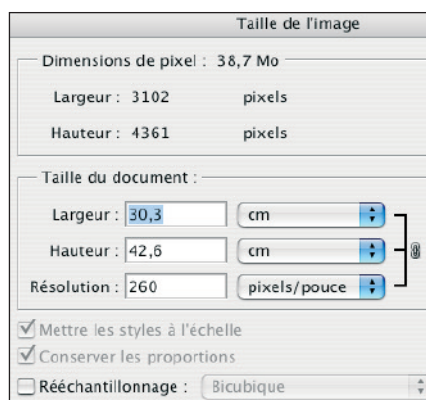 Taille de l'image
Dimensions de pixel : 38,7 Mo
Largeur : 3102 pixels
Hauteur : 4361 pixels
Taille du document :
Largeur : 30,3 cm
Hauteur : 42,6 cm
Résolution : 260 pixels/pouce
Mettre les styles à l'échelle
Conserver les proportions
Rééchantillonnage : Bicubique